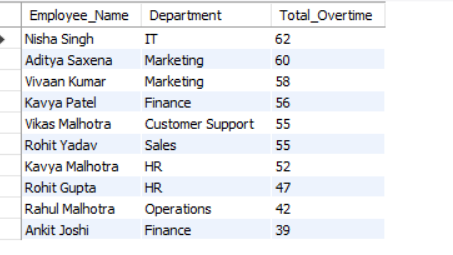 Employee_Name Department Total_Overtime
Nisha Singh IT 62
Aditya Saxena Marketing 60
Vivaan Kumar Marketing 58
Kavya Patel Finance 56
Vikas Malhotra Customer Support 55
Rohit Yadav Sales 55
Kavya Malhotra HR 52
Rohit Gupta HR 47
Rahul Malhotra Operations 42
Ankit Joshi Finance 39